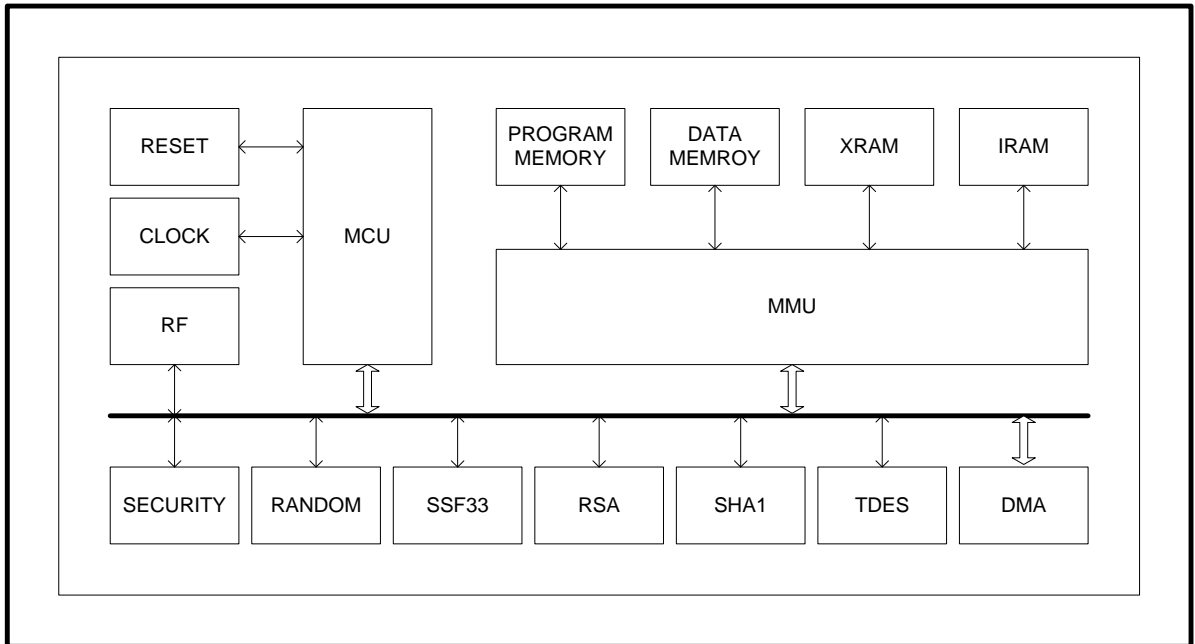 RESET
CLOCK
RF
MCU
PROGRAM
MEMORY
DATA
MEMROY
XRAM
IRAM
MMU
SECURITY
RANDOM
SSF33
RSA
SHA1
TDES
DMA